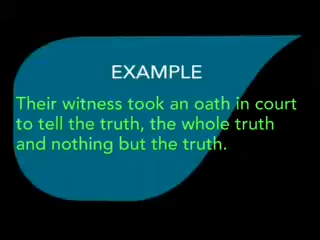 EXAMPLE
Their witness took an oath in court
to tell the truth, the whole truth
and nothing but the truth.